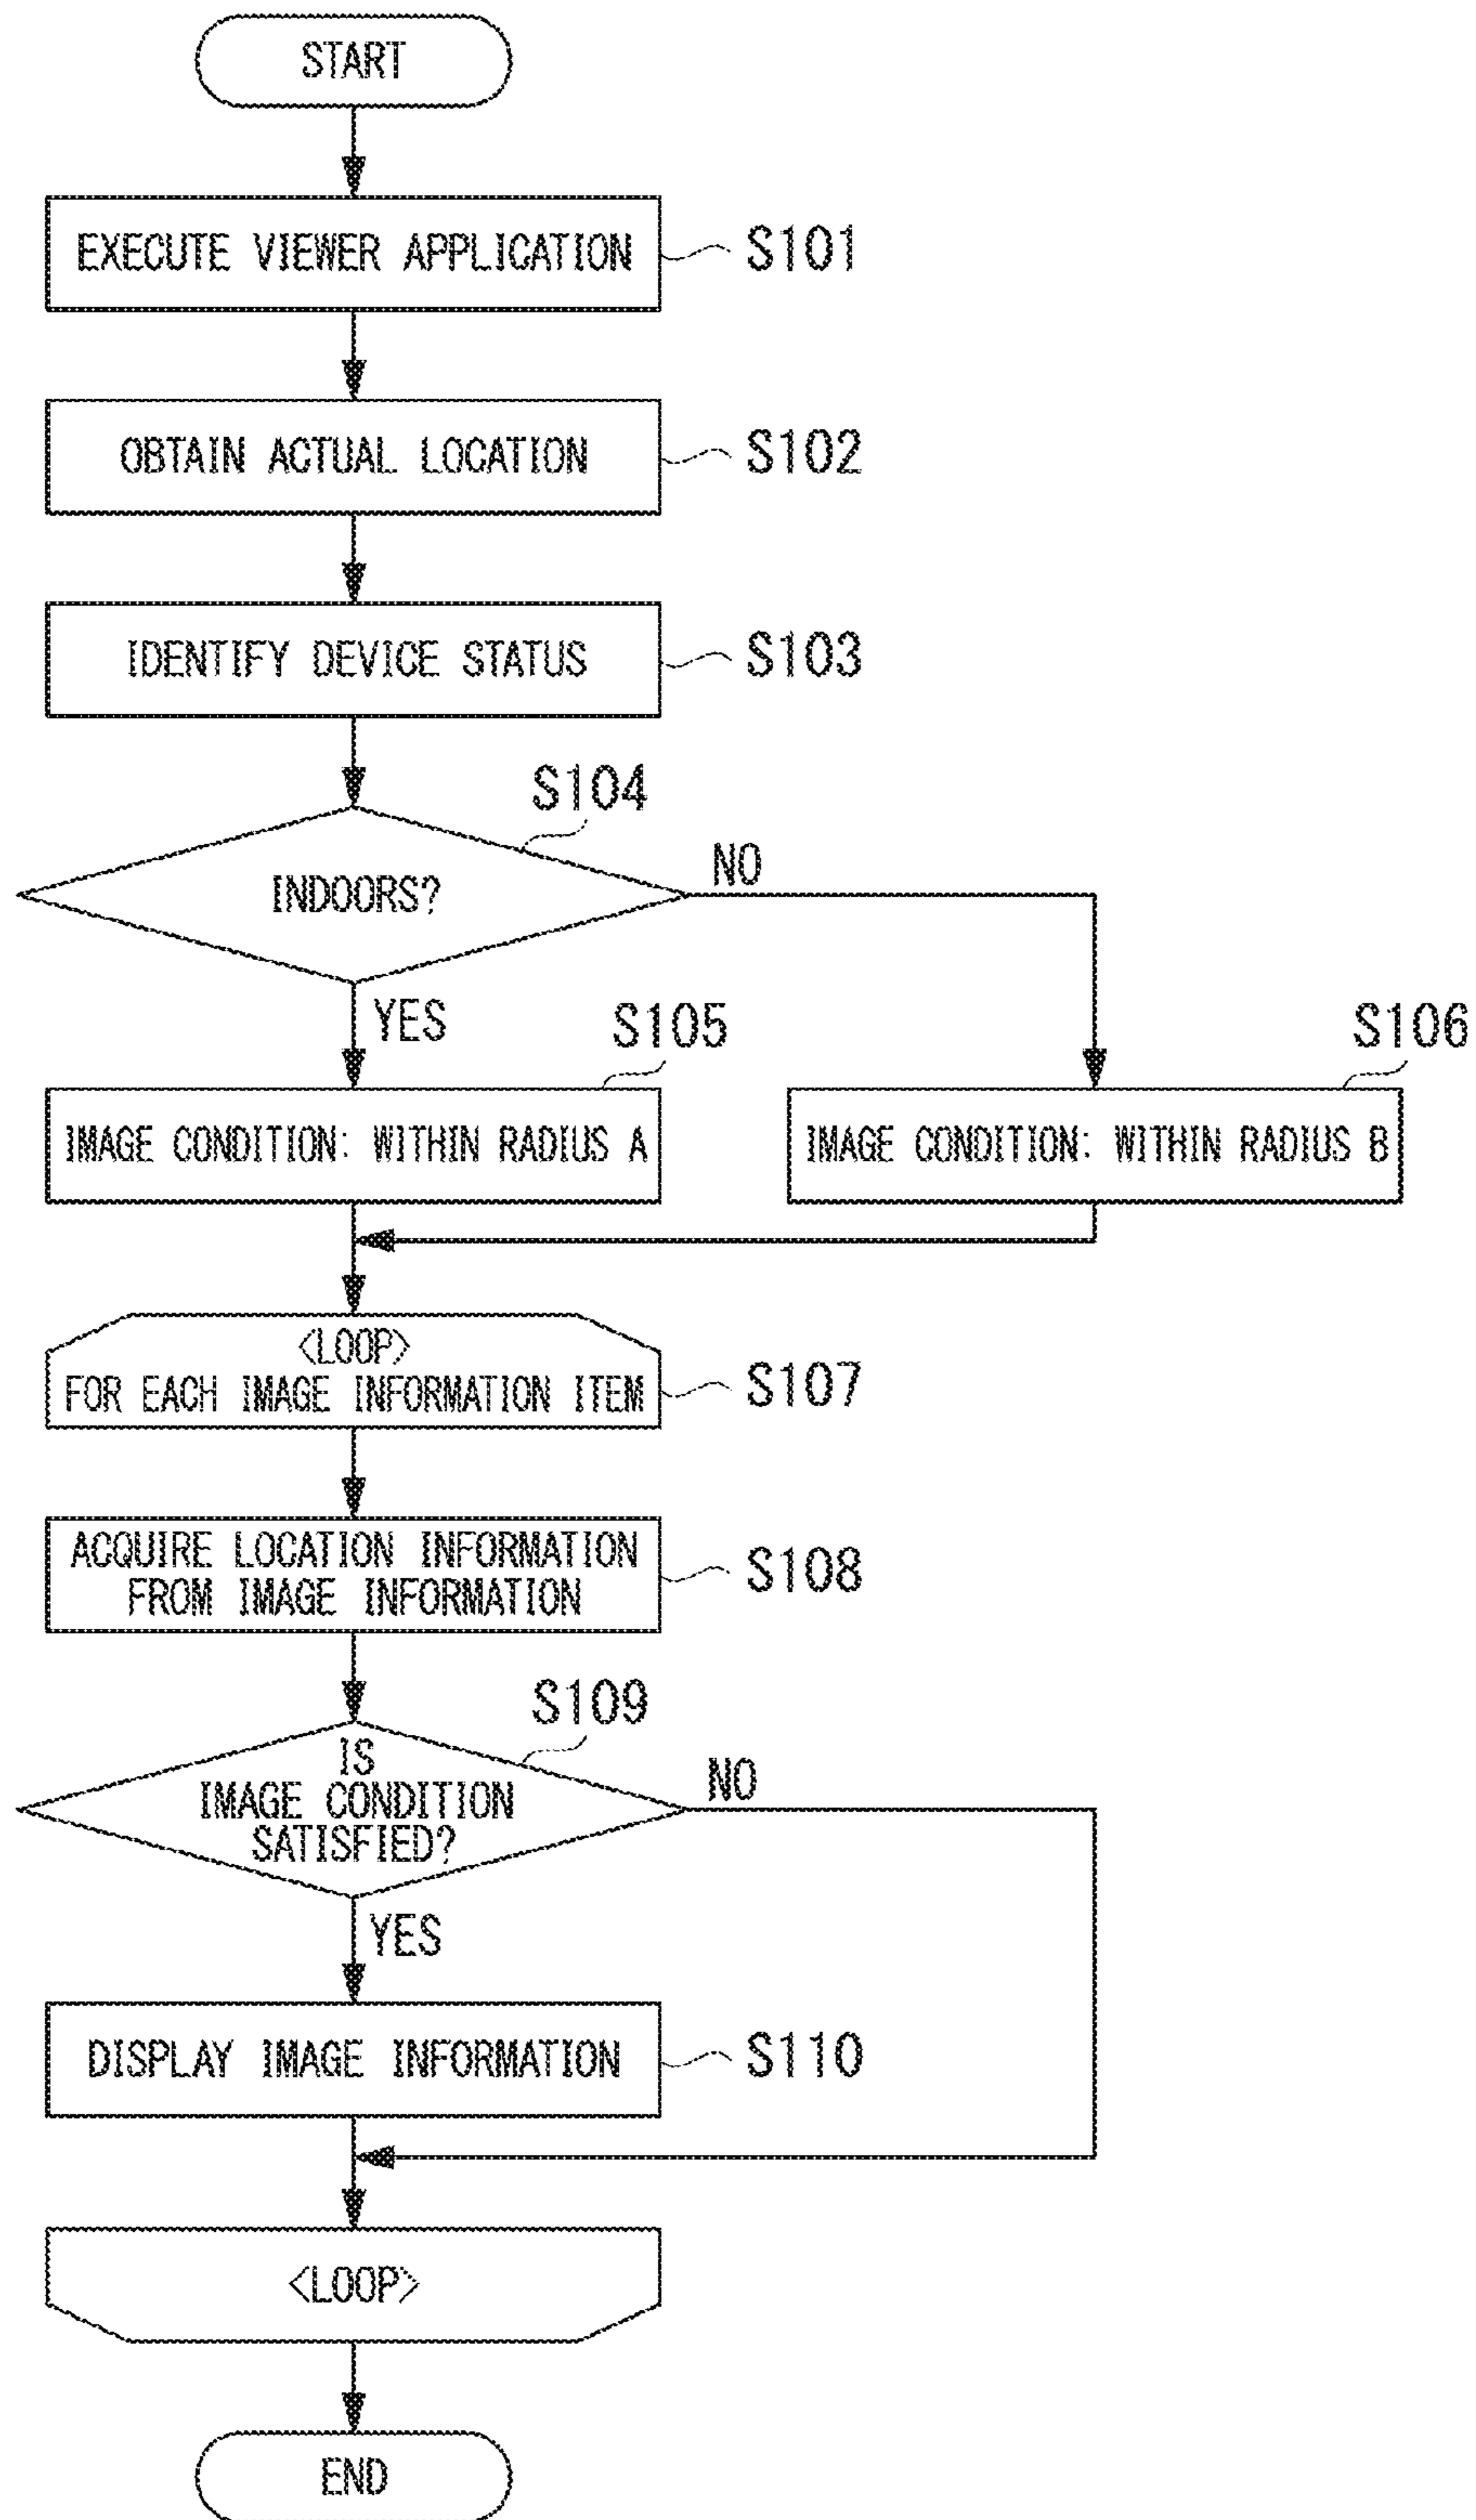 START
EXECUTE VIEWER APPLICATION
S101
OBTAIN ACTUAL LOCATION
S102
IDENTIFY DEVICE STATUS
S103
S104
INDOORS?
NO
YES
S105
S106
IMAGE CONDITION: WITHIN RADIUS A
IMAGE CONDITION: WITHIN RADIUS B
<LOOP>
FOR EACH IMAGE INFORMATION ITEM
S107
ACQUIRE LOCATION INFORMATION
FROM IMAGE INFORMATION
S108
S109
IS
IMAGE CONDITION
SATISFIED?
NO
YES
DISPLAY IMAGE INFORMATION
S110
<LOOP>
END